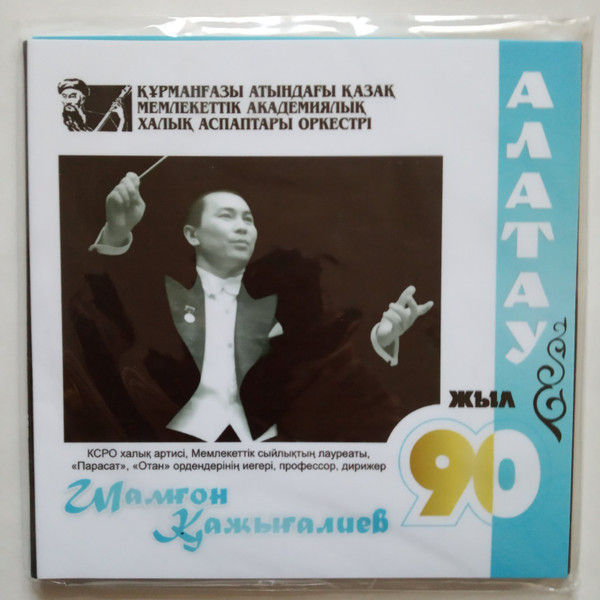 ҚҰРМАНҒАЗЫ АТЫНДАҒЫ ҚАЗАҚ
МЕМЛЕКЕТТІК АКАДЕМИЯЛЫҚ
ХАЛЫҚ АСПАПТАРЫ ОРКЕСТРІ
АЛАТАУ
ЖЫЛ
90
КСРО халық артисі, Мемлекеттік сыйлықтың лауреаты,
«Парасат», «Отан» ордендерінің иегері, профессор, дирижер
Шамғон
Қажығалиев